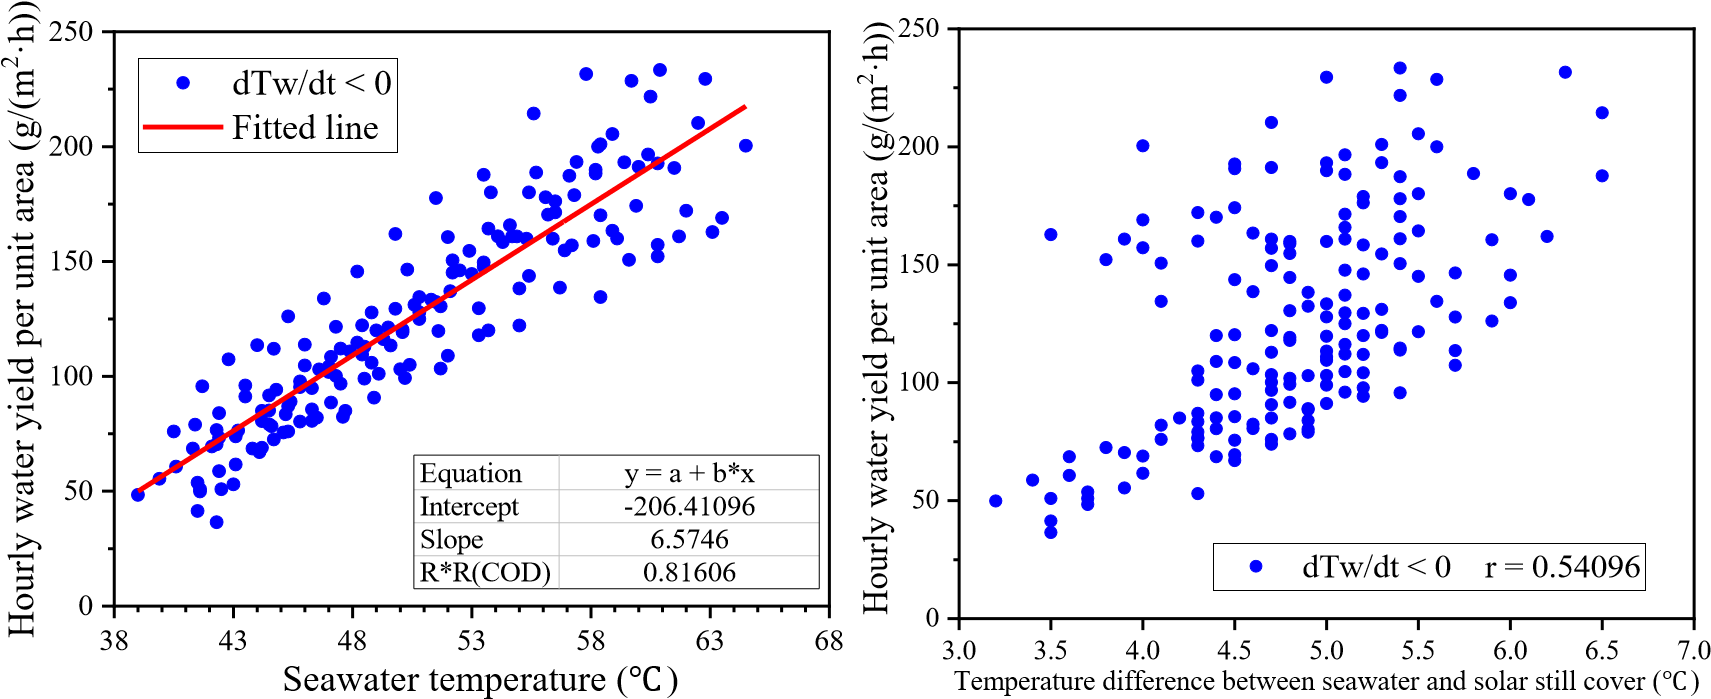 Hourly water yield per unit area (g/(m²·h))
250
200
150
100
50
0
dTw/dt < 0
Fitted line
Equation y = a + b*x
Intercept -206.41096
Slope 6.5746
R*R(COD) 0.81606
38 43 48 53 58 63 68
Seawater temperature (℃)
Hourly water yield per unit area (g/(m²·h))
250
200
150
100
50
0
dTw/dt < 0 r = 0.54096
3.0 3.5 4.0 4.5 5.0 5.5 6.0 6.5 7.0
Temperature difference between seawater and solar still cover (℃)